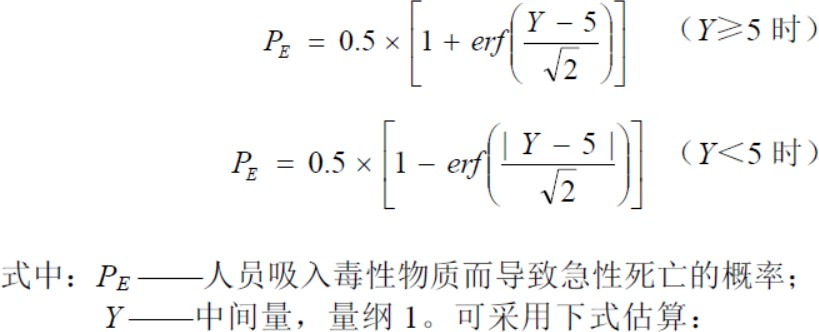 P_E = 0.5 × [1 + erf((Y − 5)/√2)] （Y≥5 时）
P_E = 0.5 × [1 − erf(|Y − 5|/√2)] （Y＜5 时）
式中：P_E ——人员吸入毒性物质而导致急性死亡的概率；
Y——中间量，量纲 1。可采用下式估算：